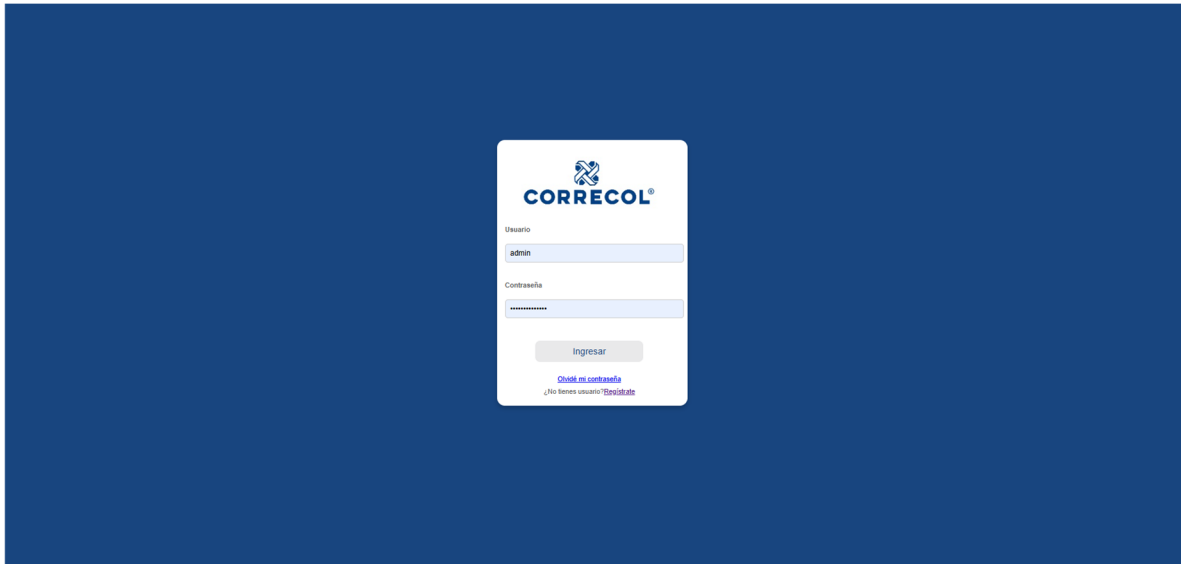 CORRECOL®
Usuario
admin
Contraseña
••••••••••••••
Ingresar
Olvidé mi contraseña
¿No tienes usuario?Regístrate